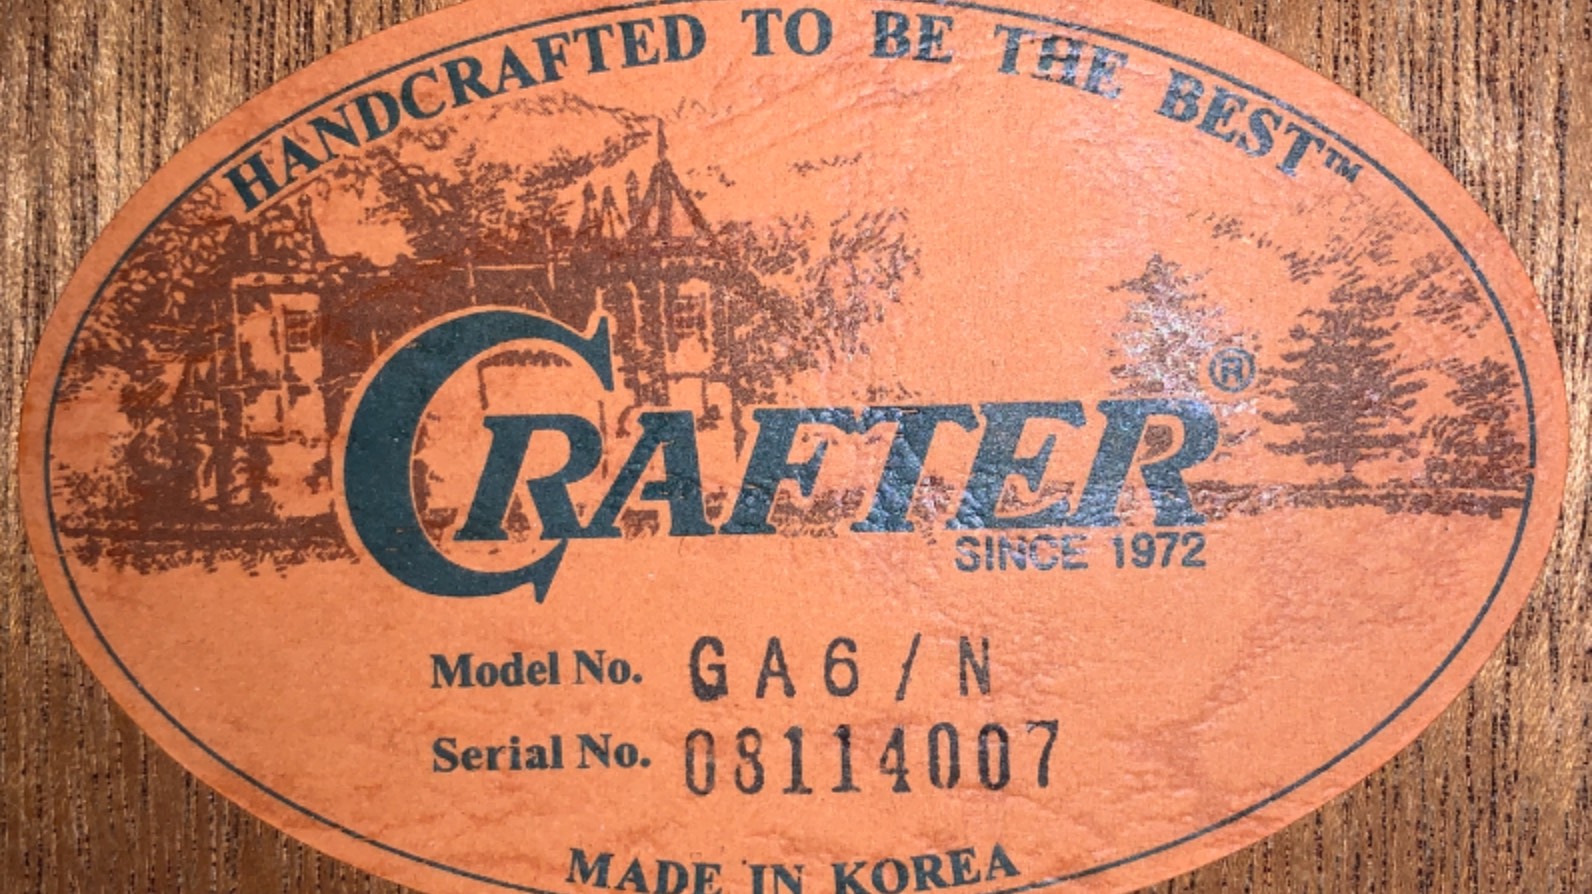 HANDCRAFTED TO BE THE BEST™
CRAFTER®
SINCE 1972
Model No. GA6/N
Serial No. 08114007
MADE IN KOREA